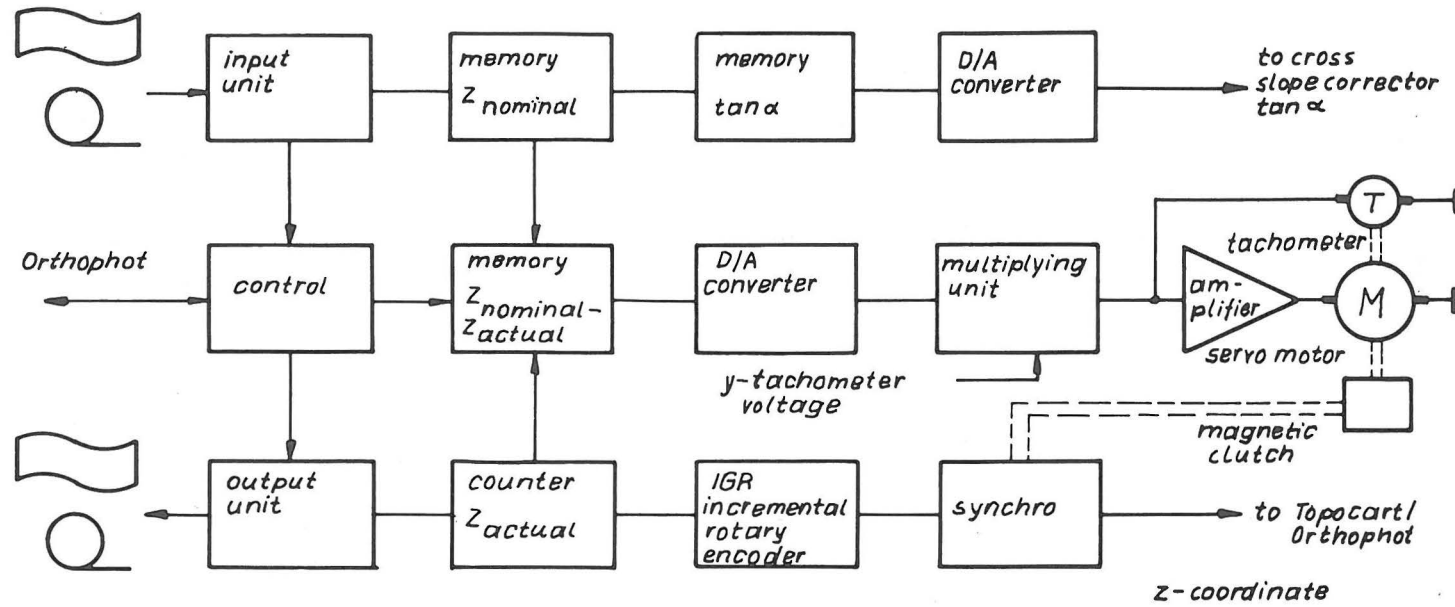 input
unit
memory
Z nominal
memory
tan α
D/A
converter
to cross
slope corrector
tan α
Orthophot
control
memory
Z nominal-
Z actual
D/A
converter
multiplying
unit
am-
plifier
T
tachometer
M
servo motor
y-tachometer
voltage
magnetic
clutch
output
unit
counter
Z actual
IGR
incremental
rotary
encoder
synchro
to Topocart/
Orthophot
z-coordinate